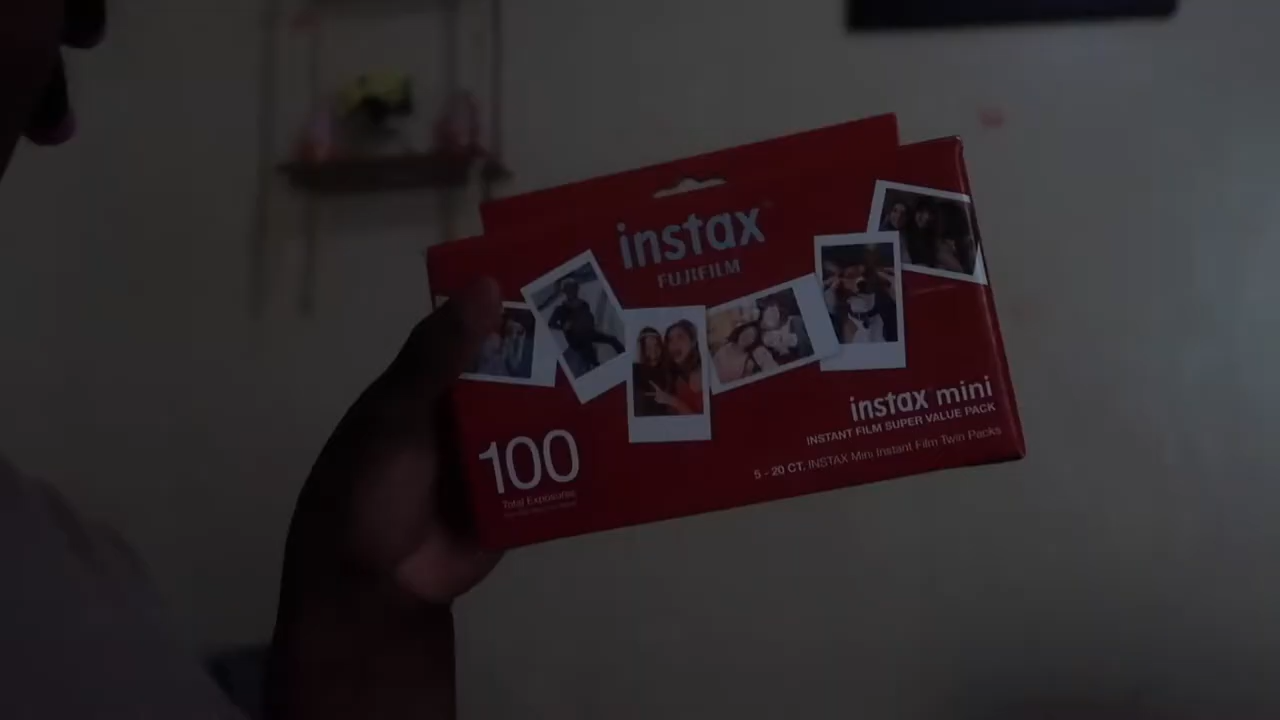 instax
FUJIFILM
instax mini
INSTANT FILM SUPER VALUE PACK
5 - 20 CT. INSTAX Mini Instant Film Twin Packs
100
Total Exposures